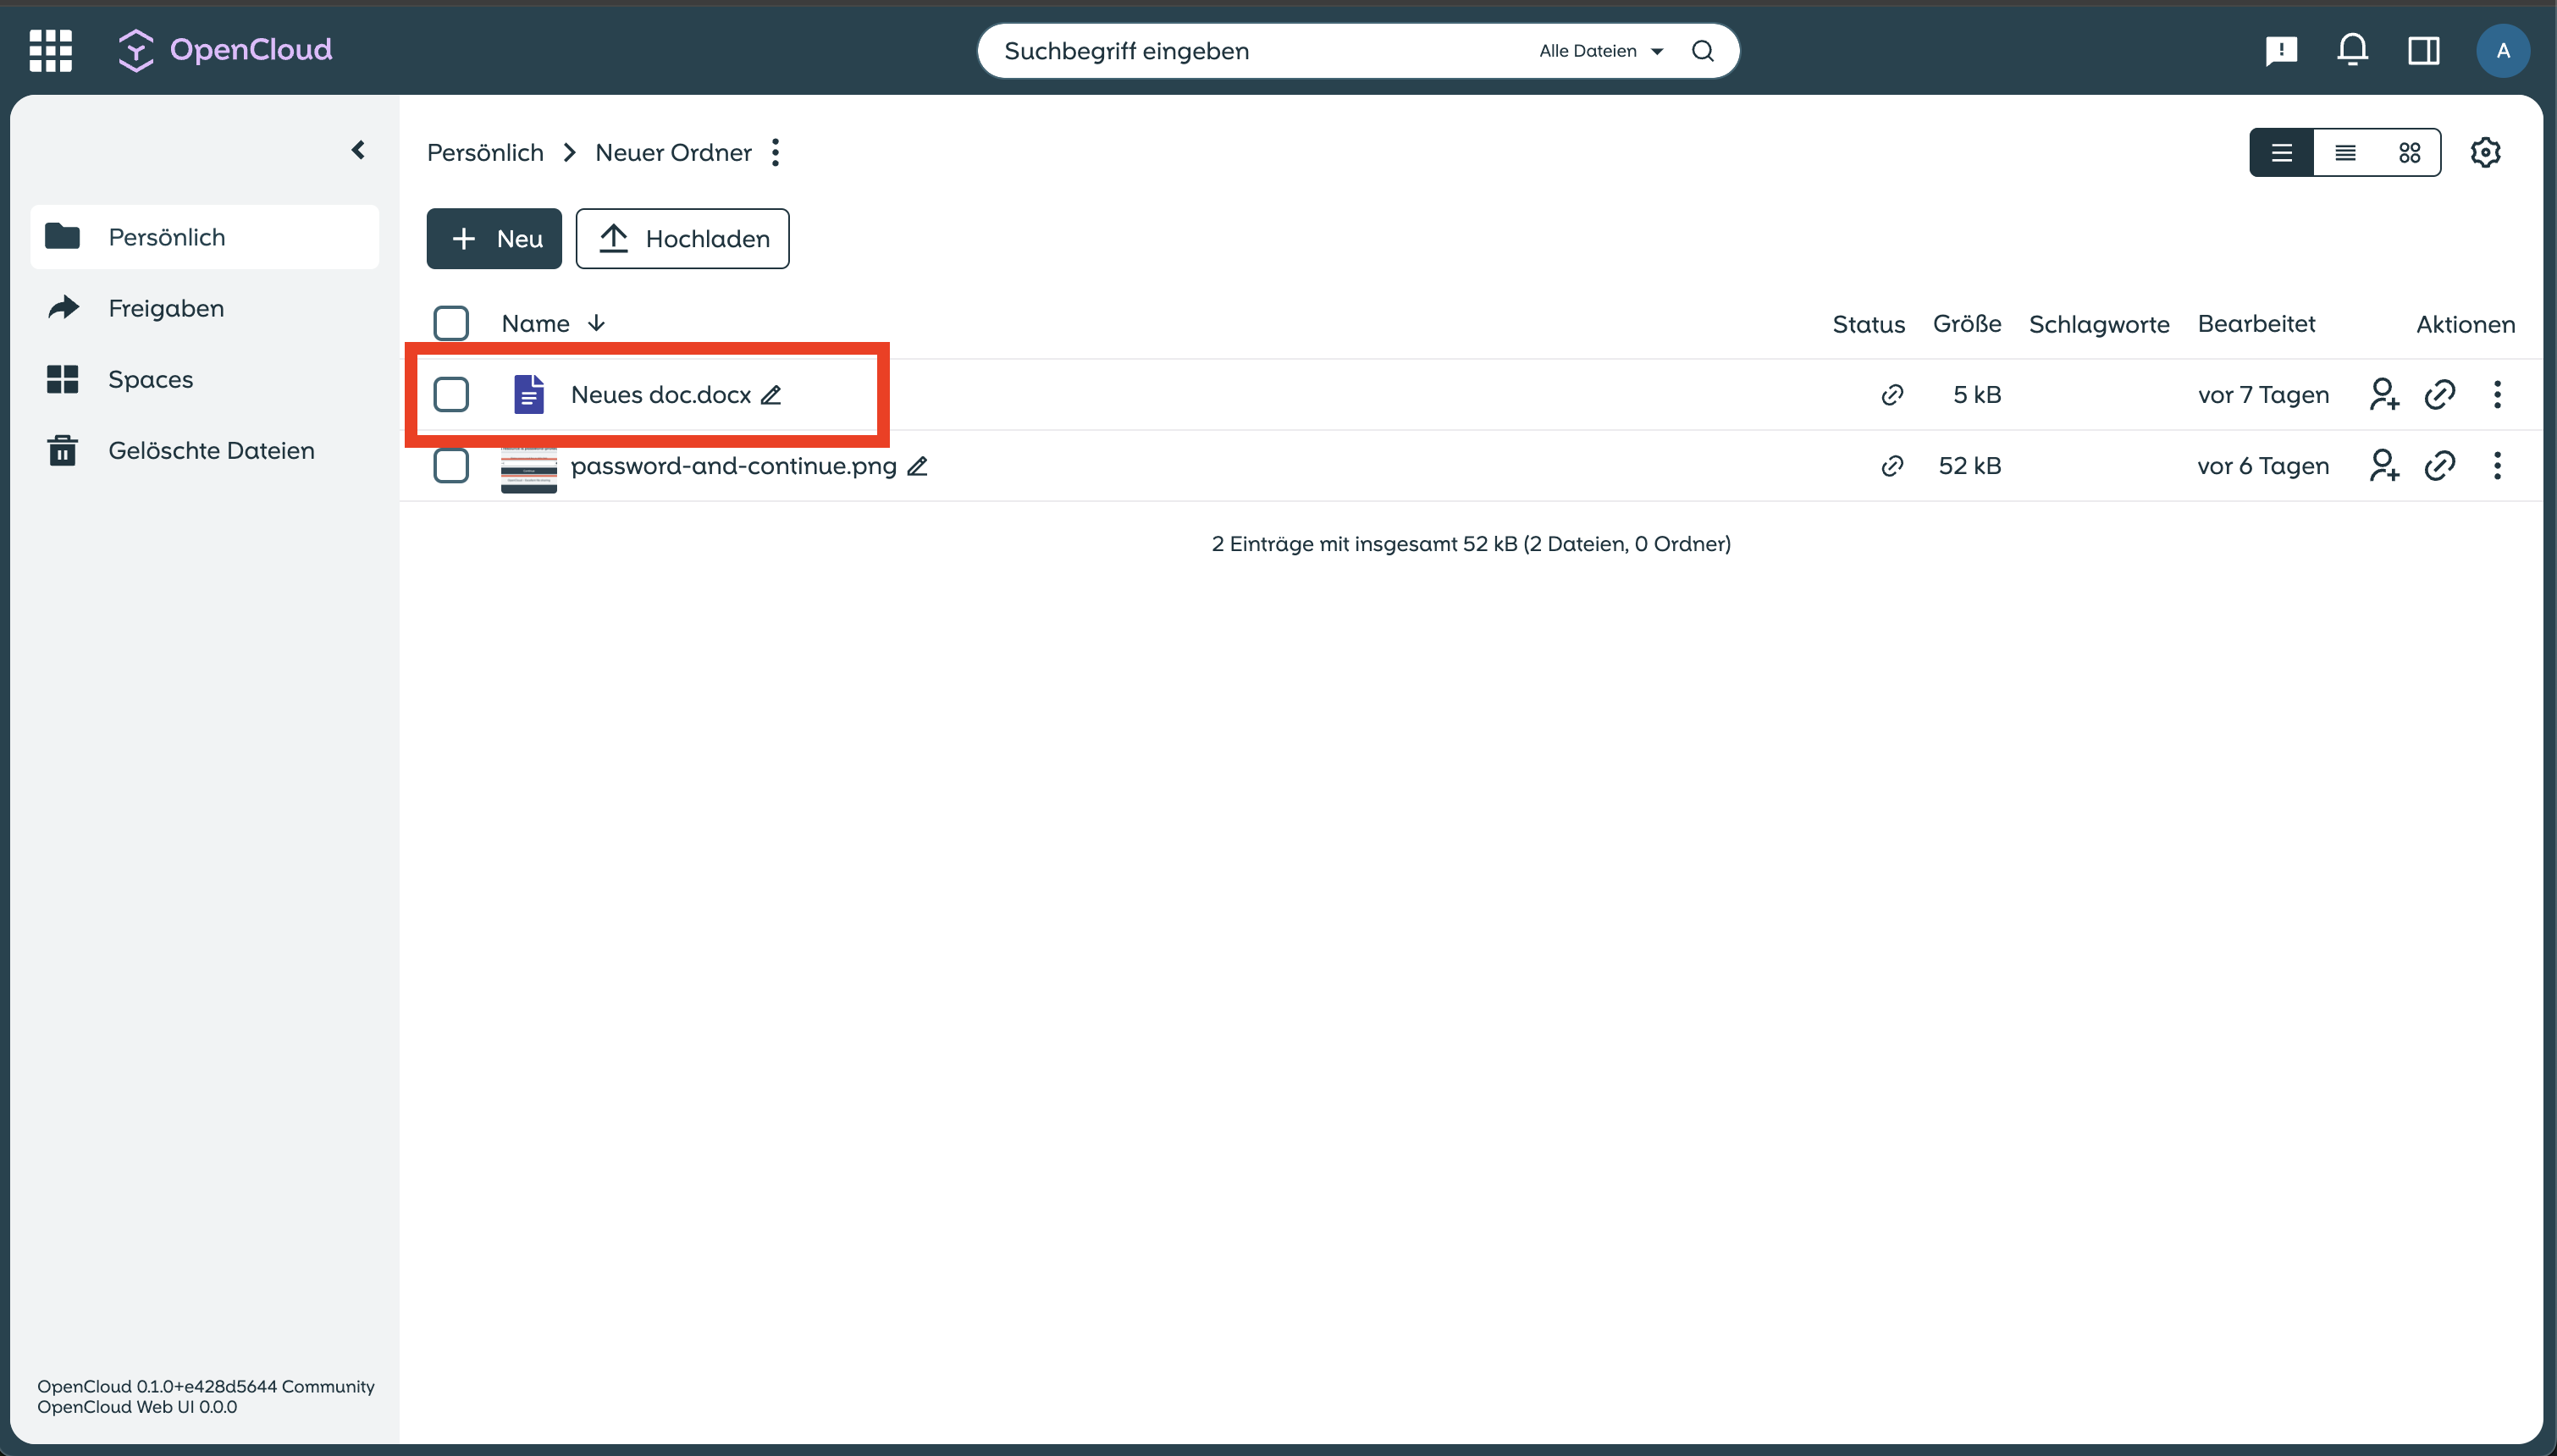 OpenCloud
Suchbegriff eingeben
Alle Dateien
A
Persönlich
Neuer Ordner
Neu
Hochladen
Persönlich
Freigaben
Spaces
Gelöschte Dateien
Name
Status
Größe
Schlagworte
Bearbeitet
Aktionen
Neues doc.docx
5 kB
vor 7 Tagen
password-and-continue.png
52 kB
vor 6 Tagen
2 Einträge mit insgesamt 52 kB (2 Dateien, 0 Ordner)
OpenCloud 0.1.0+e428d5644 Community
OpenCloud Web UI 0.0.0